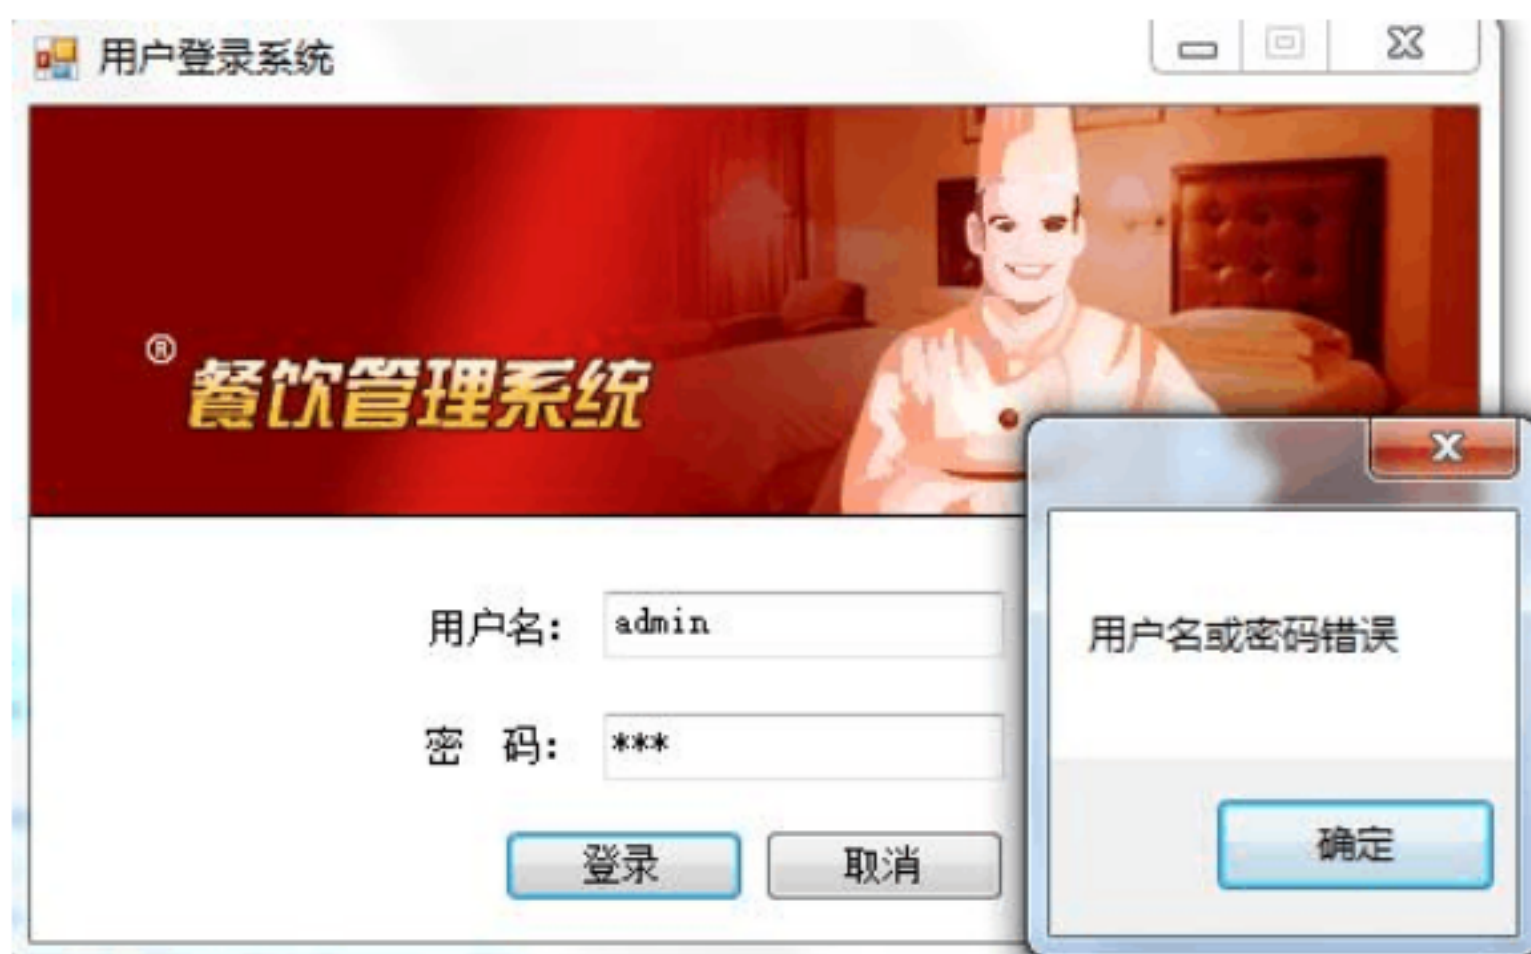 用户登录系统
® 餐饮管理系统
用户名： admin
密 码： ***
登录 取消
用户名或密码错误
确定